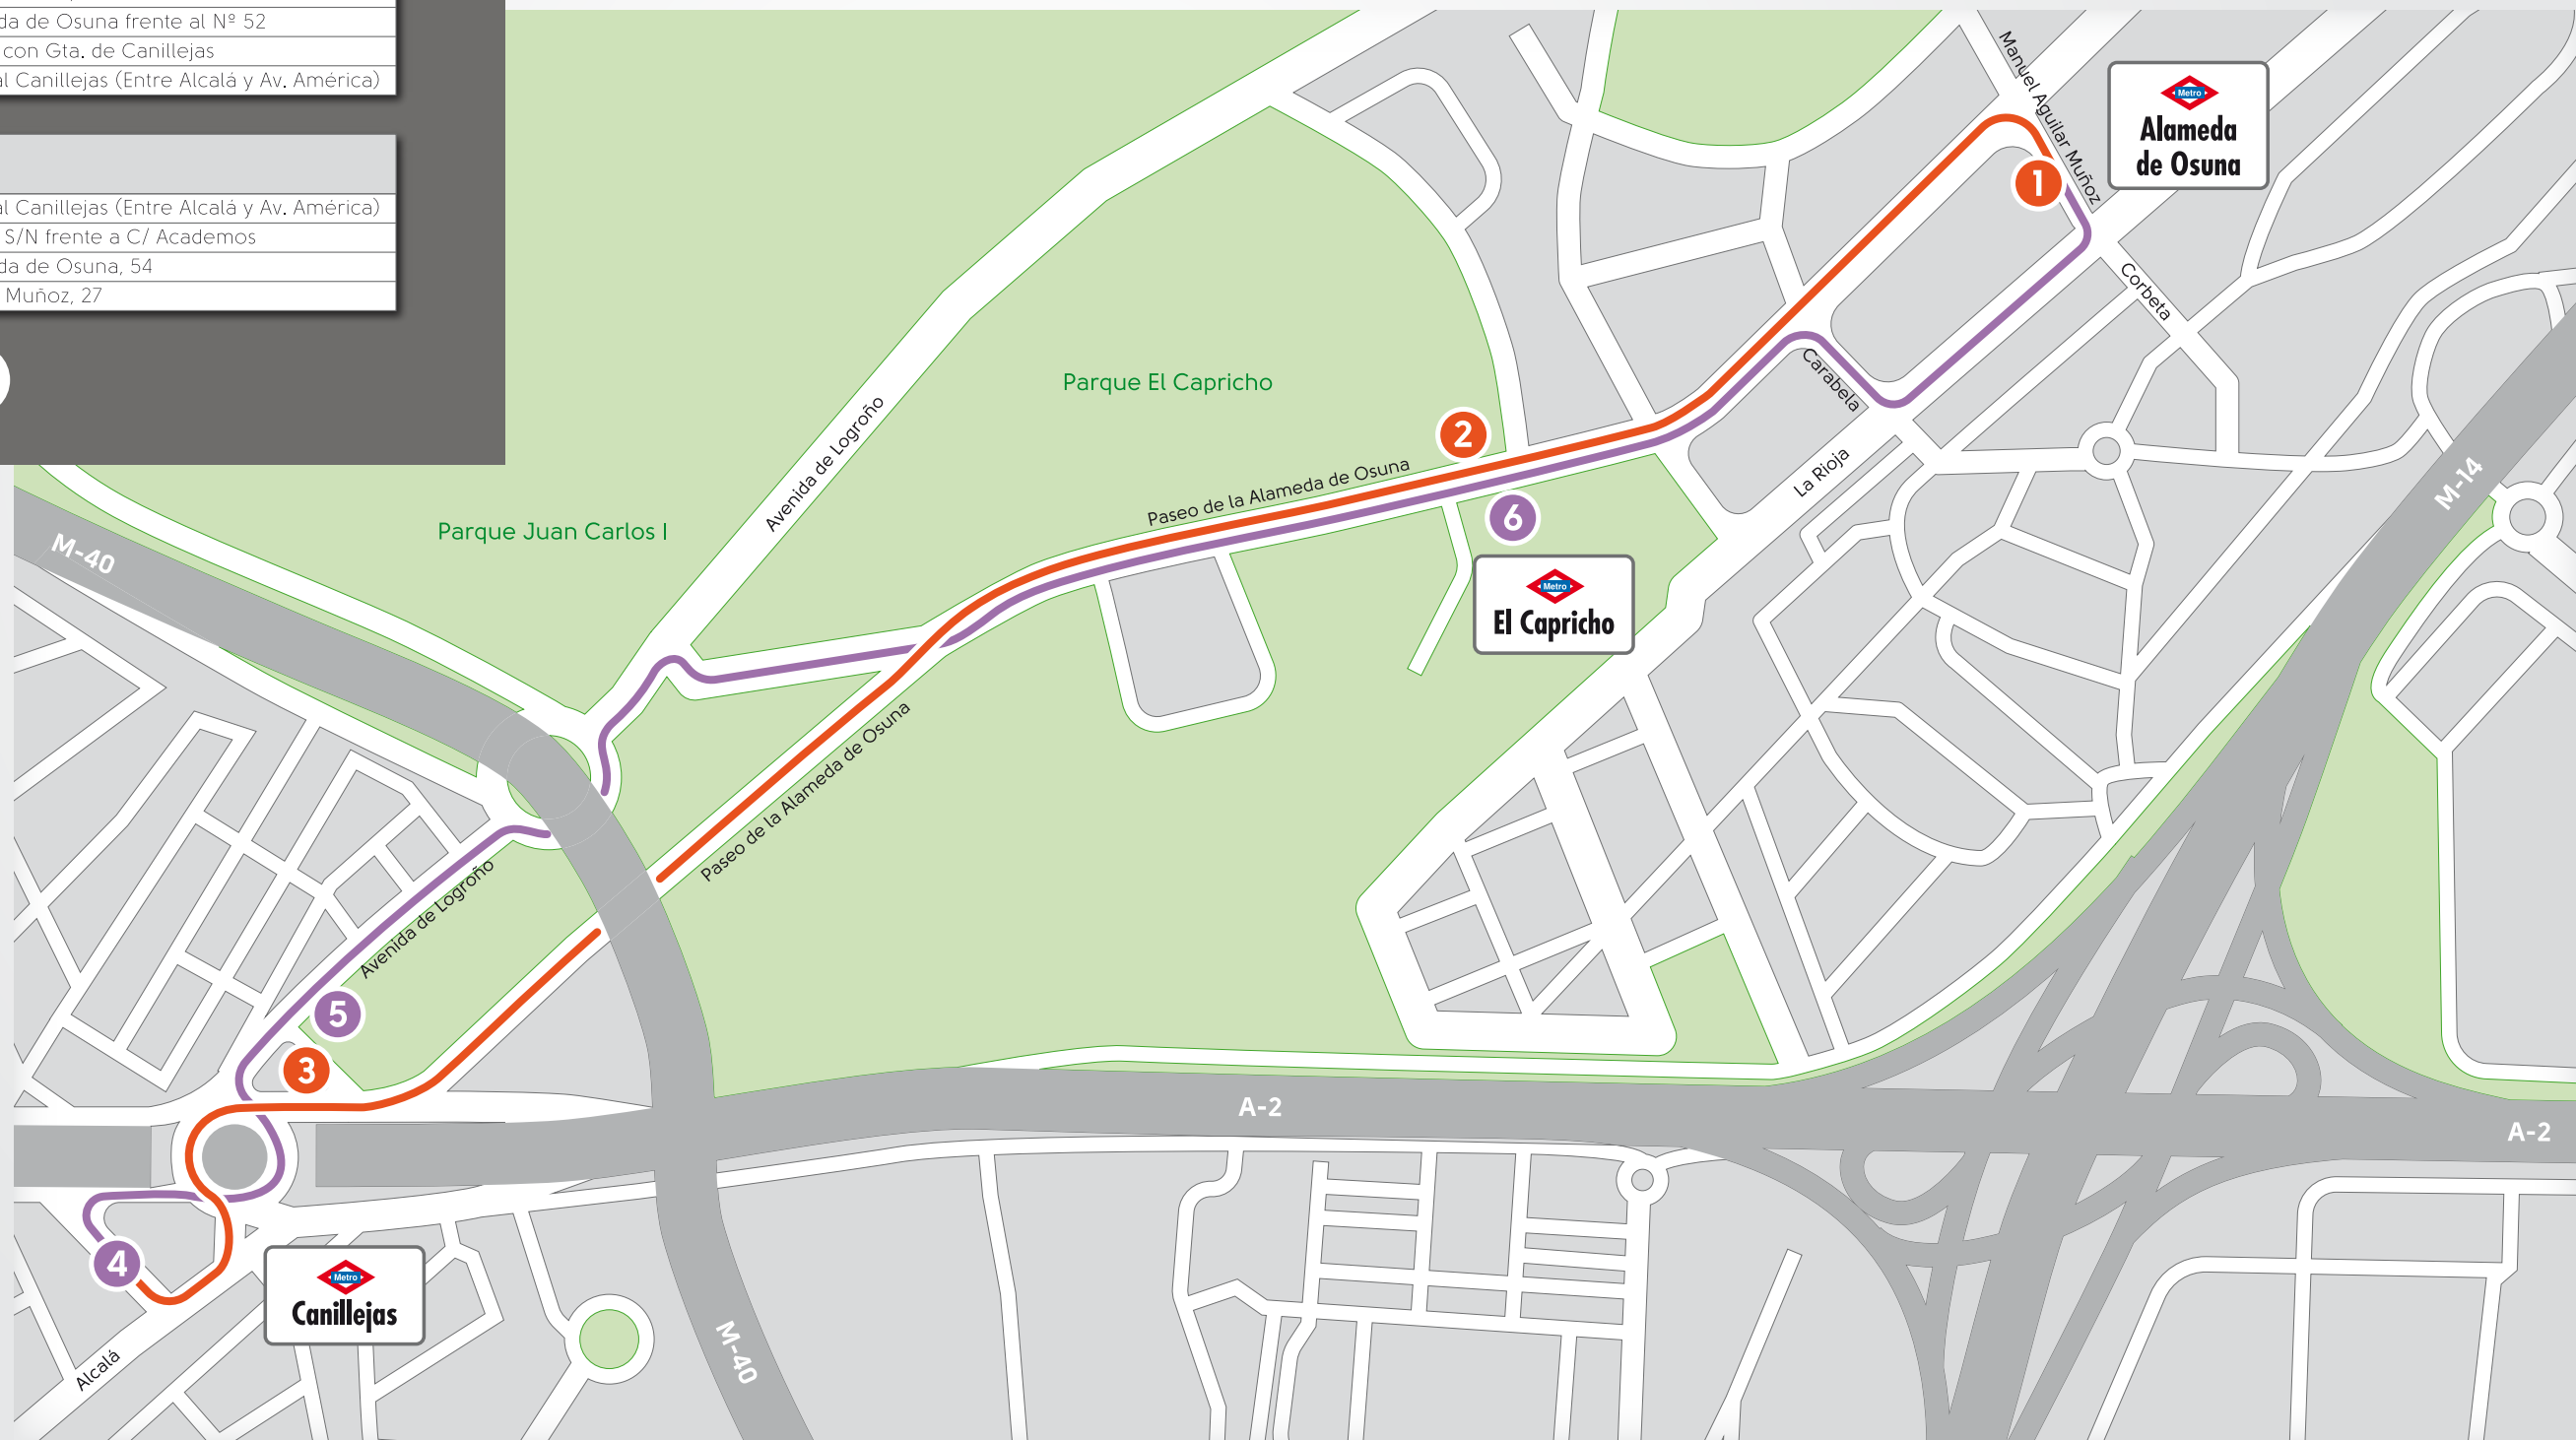 da de Osuna frente al Nº 52
con Gta. de Canillejas
al Canillejas (Entre Alcalá y Av. América)
al Canillejas (Entre Alcalá y Av. América)
S/N frente a C/ Academos
da de Osuna, 54
Muñoz, 27
Manuel Aguilar Muñoz
Metro
Alameda
de Osuna
1
Corbeta
Carabela
Parque El Capricho
2
La Rioja
M-14
Avenida de Logroño
Paseo de la Alameda de Osuna
6
Parque Juan Carlos I
M-40
Metro
El Capricho
Paseo de la Alameda de Osuna
Avenida de Logroño
5
3
A-2
A-2
4
Metro
Canillejas
Alcalá
M-40